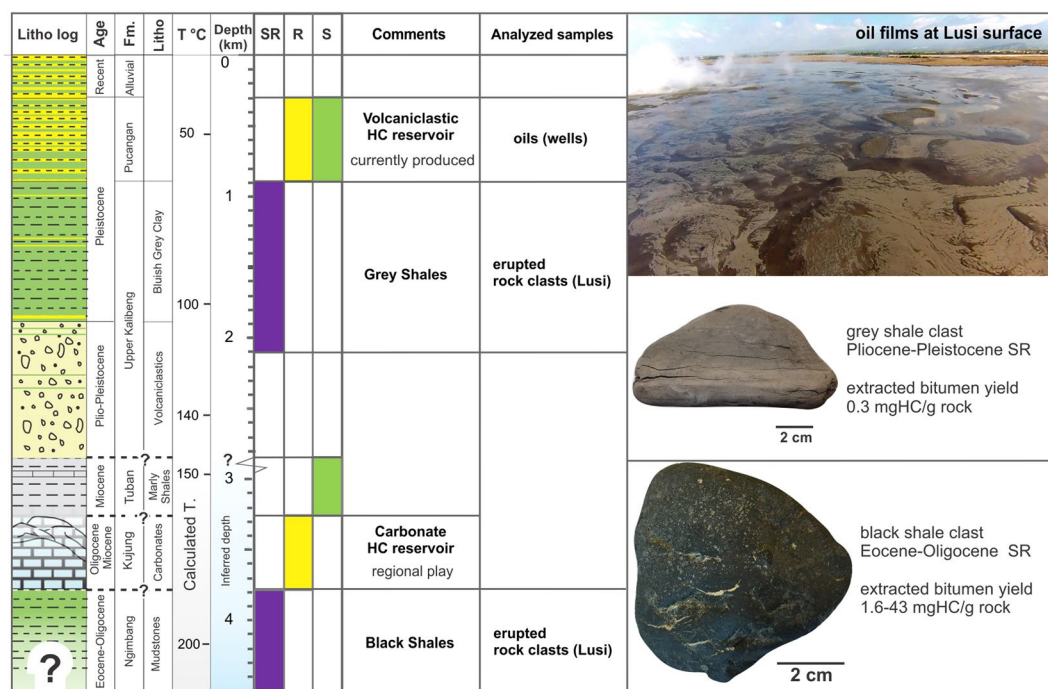 Litho log
Age
Fm.
Litho
T °C
Depth
(km)
SR
R
S
Comments
Analyzed samples
Recent
Alluvial
0
Pucangan
50
Volcaniclastic
HC reservoir
currently produced
oils (wells)
Pleistocene
Upper Kalibeng
Bluish Grey Clay
1
100
2
Grey Shales
erupted
rock clasts (Lusi)
Plio-Pleistocene
Volcaniclastics
140
?
?
Miocene
Tuban
Marly
Shales
150
3
Calculated T.
Inferred depth
?
Oligocene
Miocene
Kujung
Carbonates
Carbonate
HC reservoir
regional play
?
?
Eocene-Oligocene
Ngimbang
Mudstones
200
4
Black Shales
erupted
rock clasts (Lusi)
oil films at Lusi surface
grey shale clast
Pliocene-Pleistocene SR
extracted bitumen yield
0.3 mgHC/g rock
2 cm
black shale clast
Eocene-Oligocene SR
extracted bitumen yield
1.6-43 mgHC/g rock
2 cm